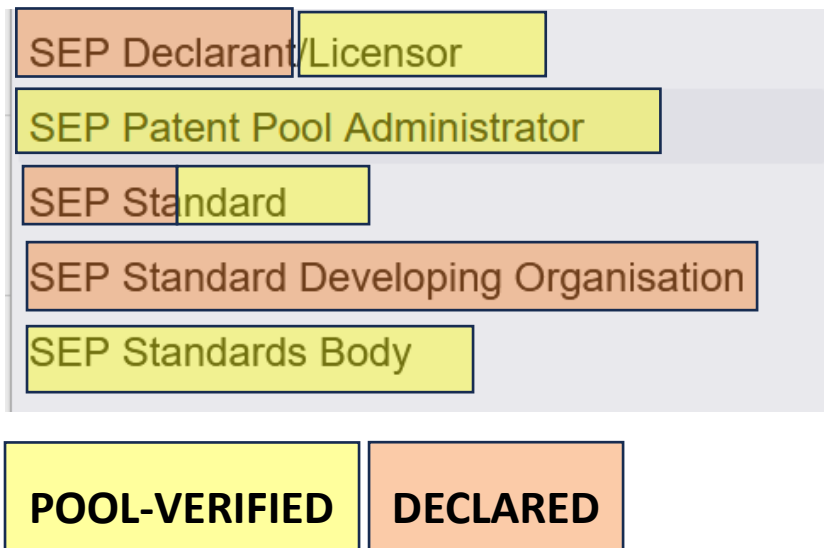 SEP Declarant/Licensor
SEP Patent Pool Administrator
SEP Standard
SEP Standard Developing Organisation
SEP Standards Body
POOL-VERIFIED DECLARED